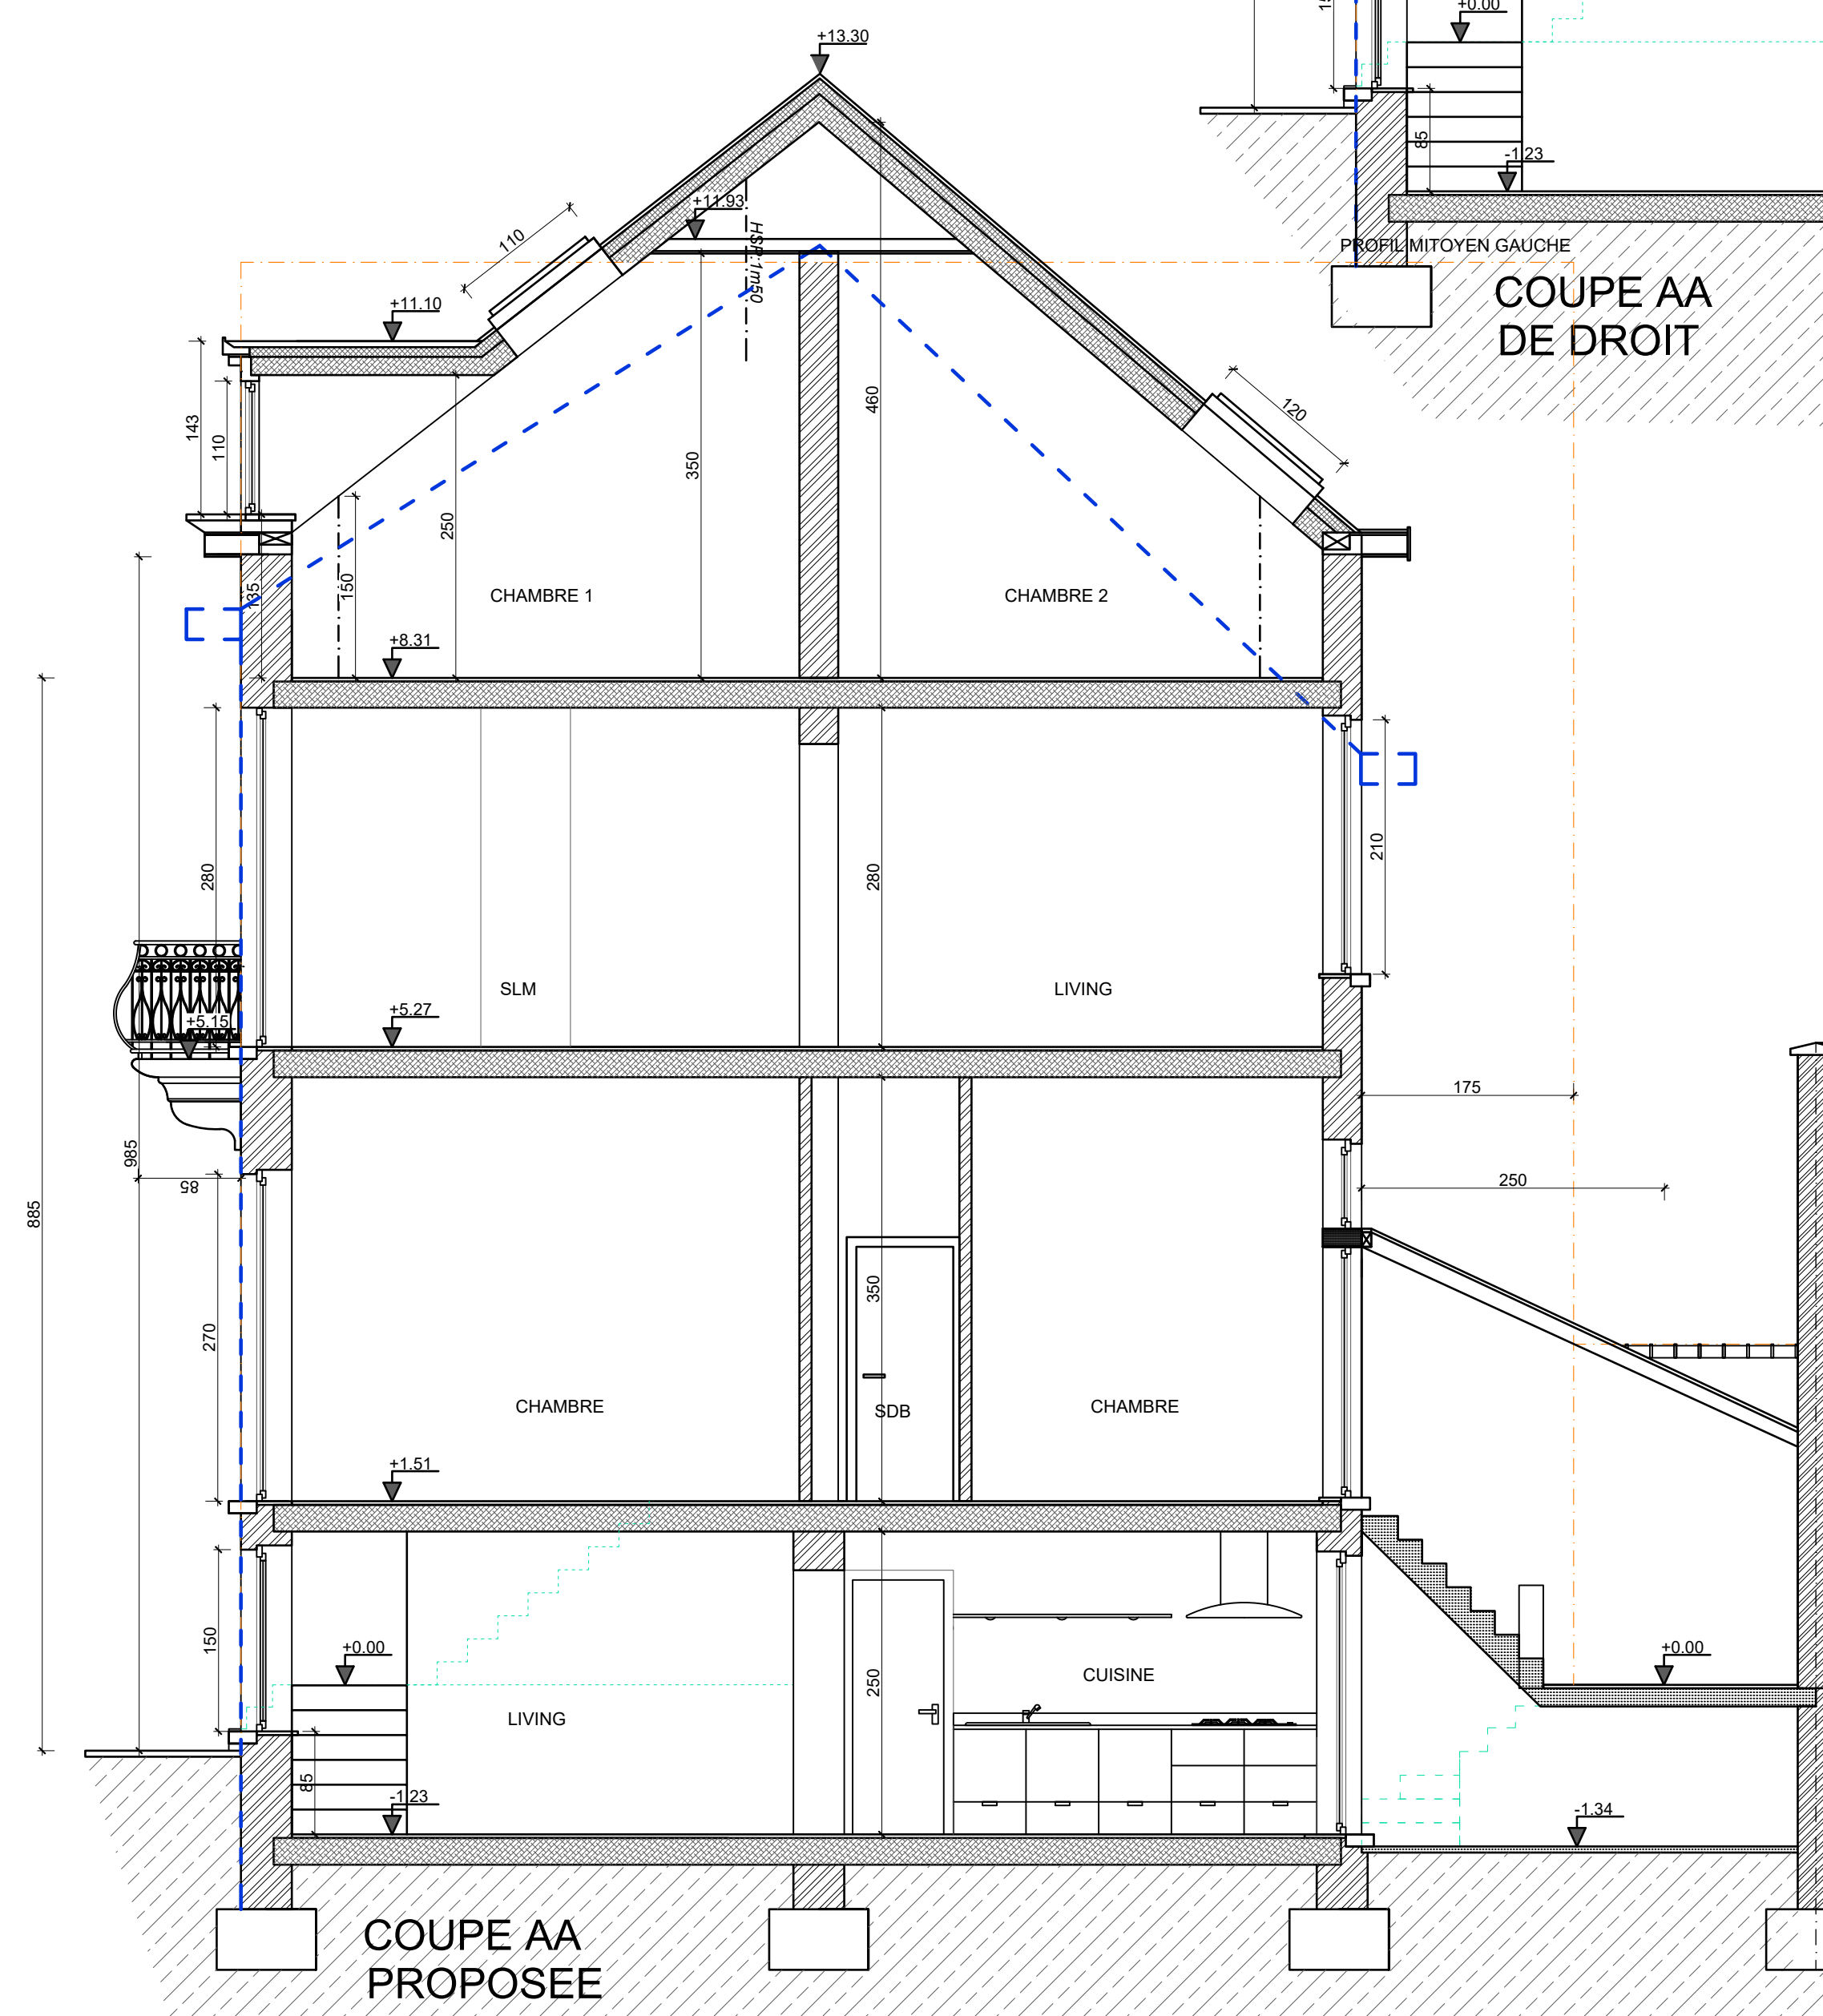 +13.30
+0.00
15
85
-1.23
PROFIL MITOYEN GAUCHE
COUPE AA
DE DROIT
110
+11.93
HSP:1m50
+11.10
143
110
460
120
350
250
135
150
CHAMBRE 1
CHAMBRE 2
+8.31
280
280
210
SLM
LIVING
+5.27
+5.15
175
985
85
885
250
270
350
CHAMBRE
SDB
CHAMBRE
+1.51
150
+0.00
250
CUISINE
+0.00
LIVING
85
-1.23
-1.34
COUPE AA
PROPOSEE